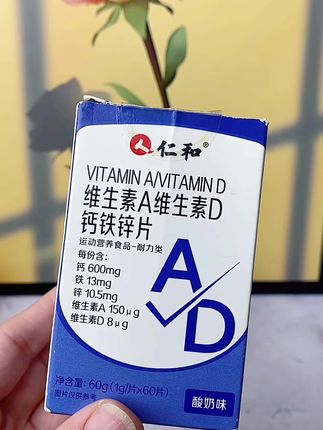 仁和®
VITAMIN A/VITAMIN D
维生素A维生素D
钙铁锌片
运动营养食品-耐力类
每份含:
钙 600mg
铁 13mg
锌 10.5mg
维生素A 150μg
维生素D 8μg
A
D
净含量: 60g(1g/片×60片)
图片仅供参考
酸奶味